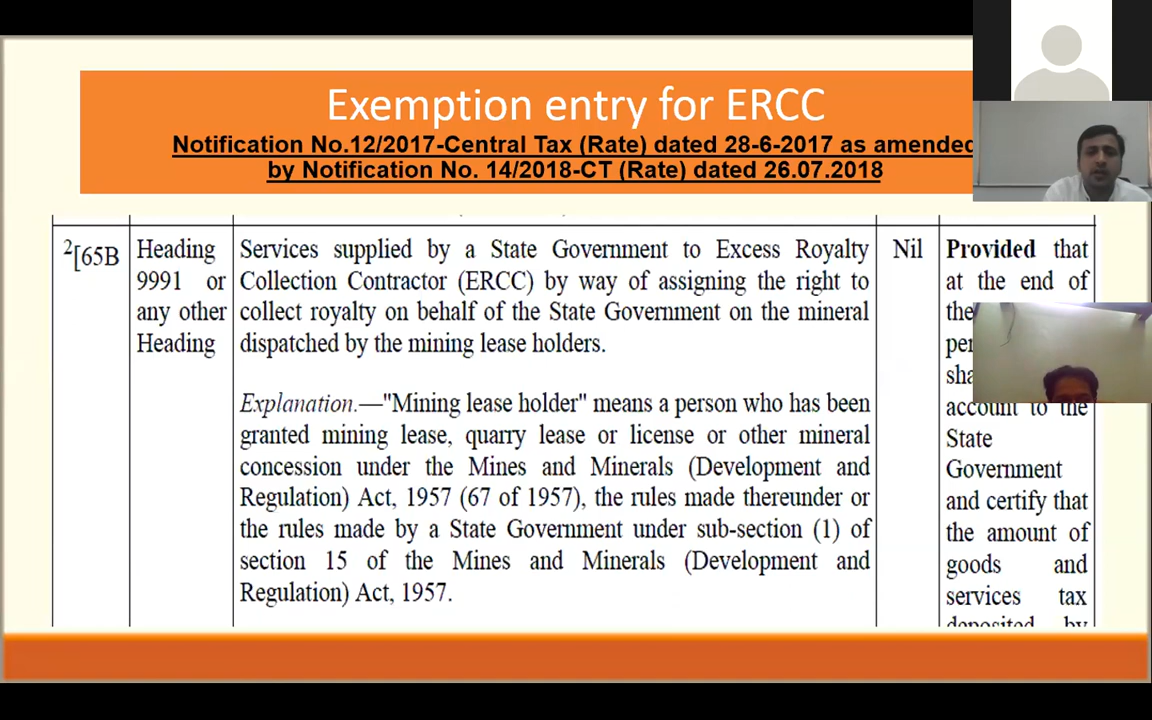 Exemption entry for ERCC
Notification No.12/2017-Central Tax (Rate) dated 28-6-2017 as amended
by Notification No. 14/2018-CT (Rate) dated 26.07.2018
2[65B
Heading
9991 or
any other
Heading
Services supplied by a State Government to Excess Royalty
Collection Contractor (ERCC) by way of assigning the right to
collect royalty on behalf of the State Government on the mineral
dispatched by the mining lease holders.
Explanation.—"Mining lease holder" means a person who has been
granted mining lease, quarry lease or license or other mineral
concession under the Mines and Minerals (Development and
Regulation) Act, 1957 (67 of 1957), the rules made thereunder or
the rules made by a State Government under sub-section (1) of
section 15 of the Mines and Minerals (Development and
Regulation) Act, 1957.
Nil
Provided that
at the end of
the
account to the
State
Government
and certify that
the amount of
goods and
services tax
deposited by